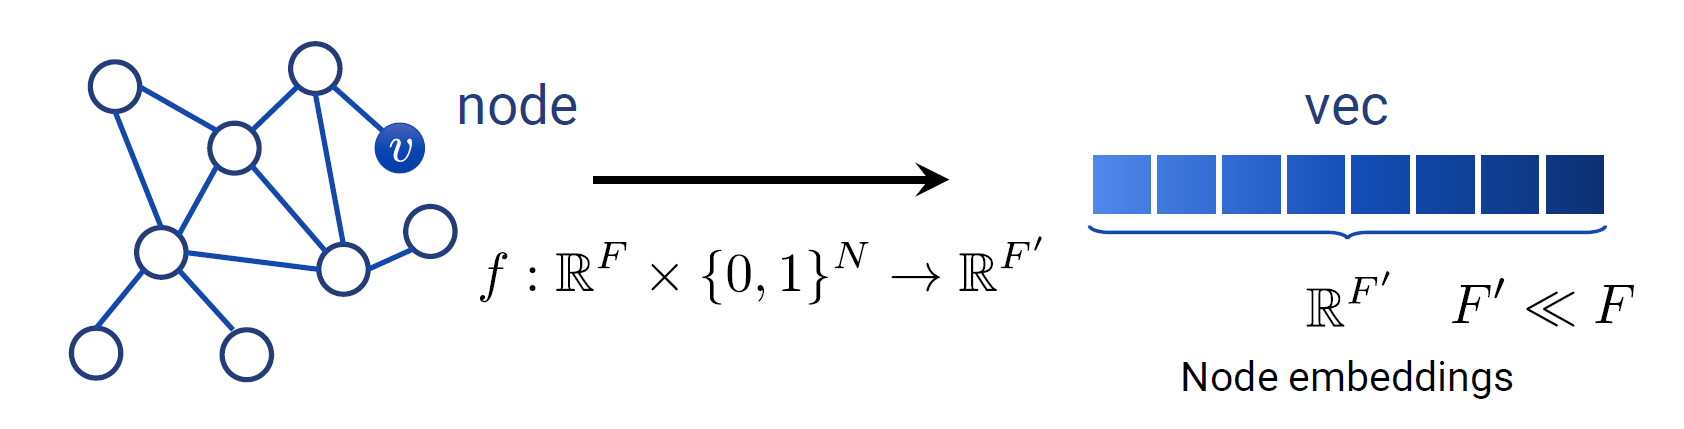 node
v
vec
f : ℝ^F × {0, 1}^N → ℝ^F′
ℝ^F′ F′ ≪ F
Node embeddings